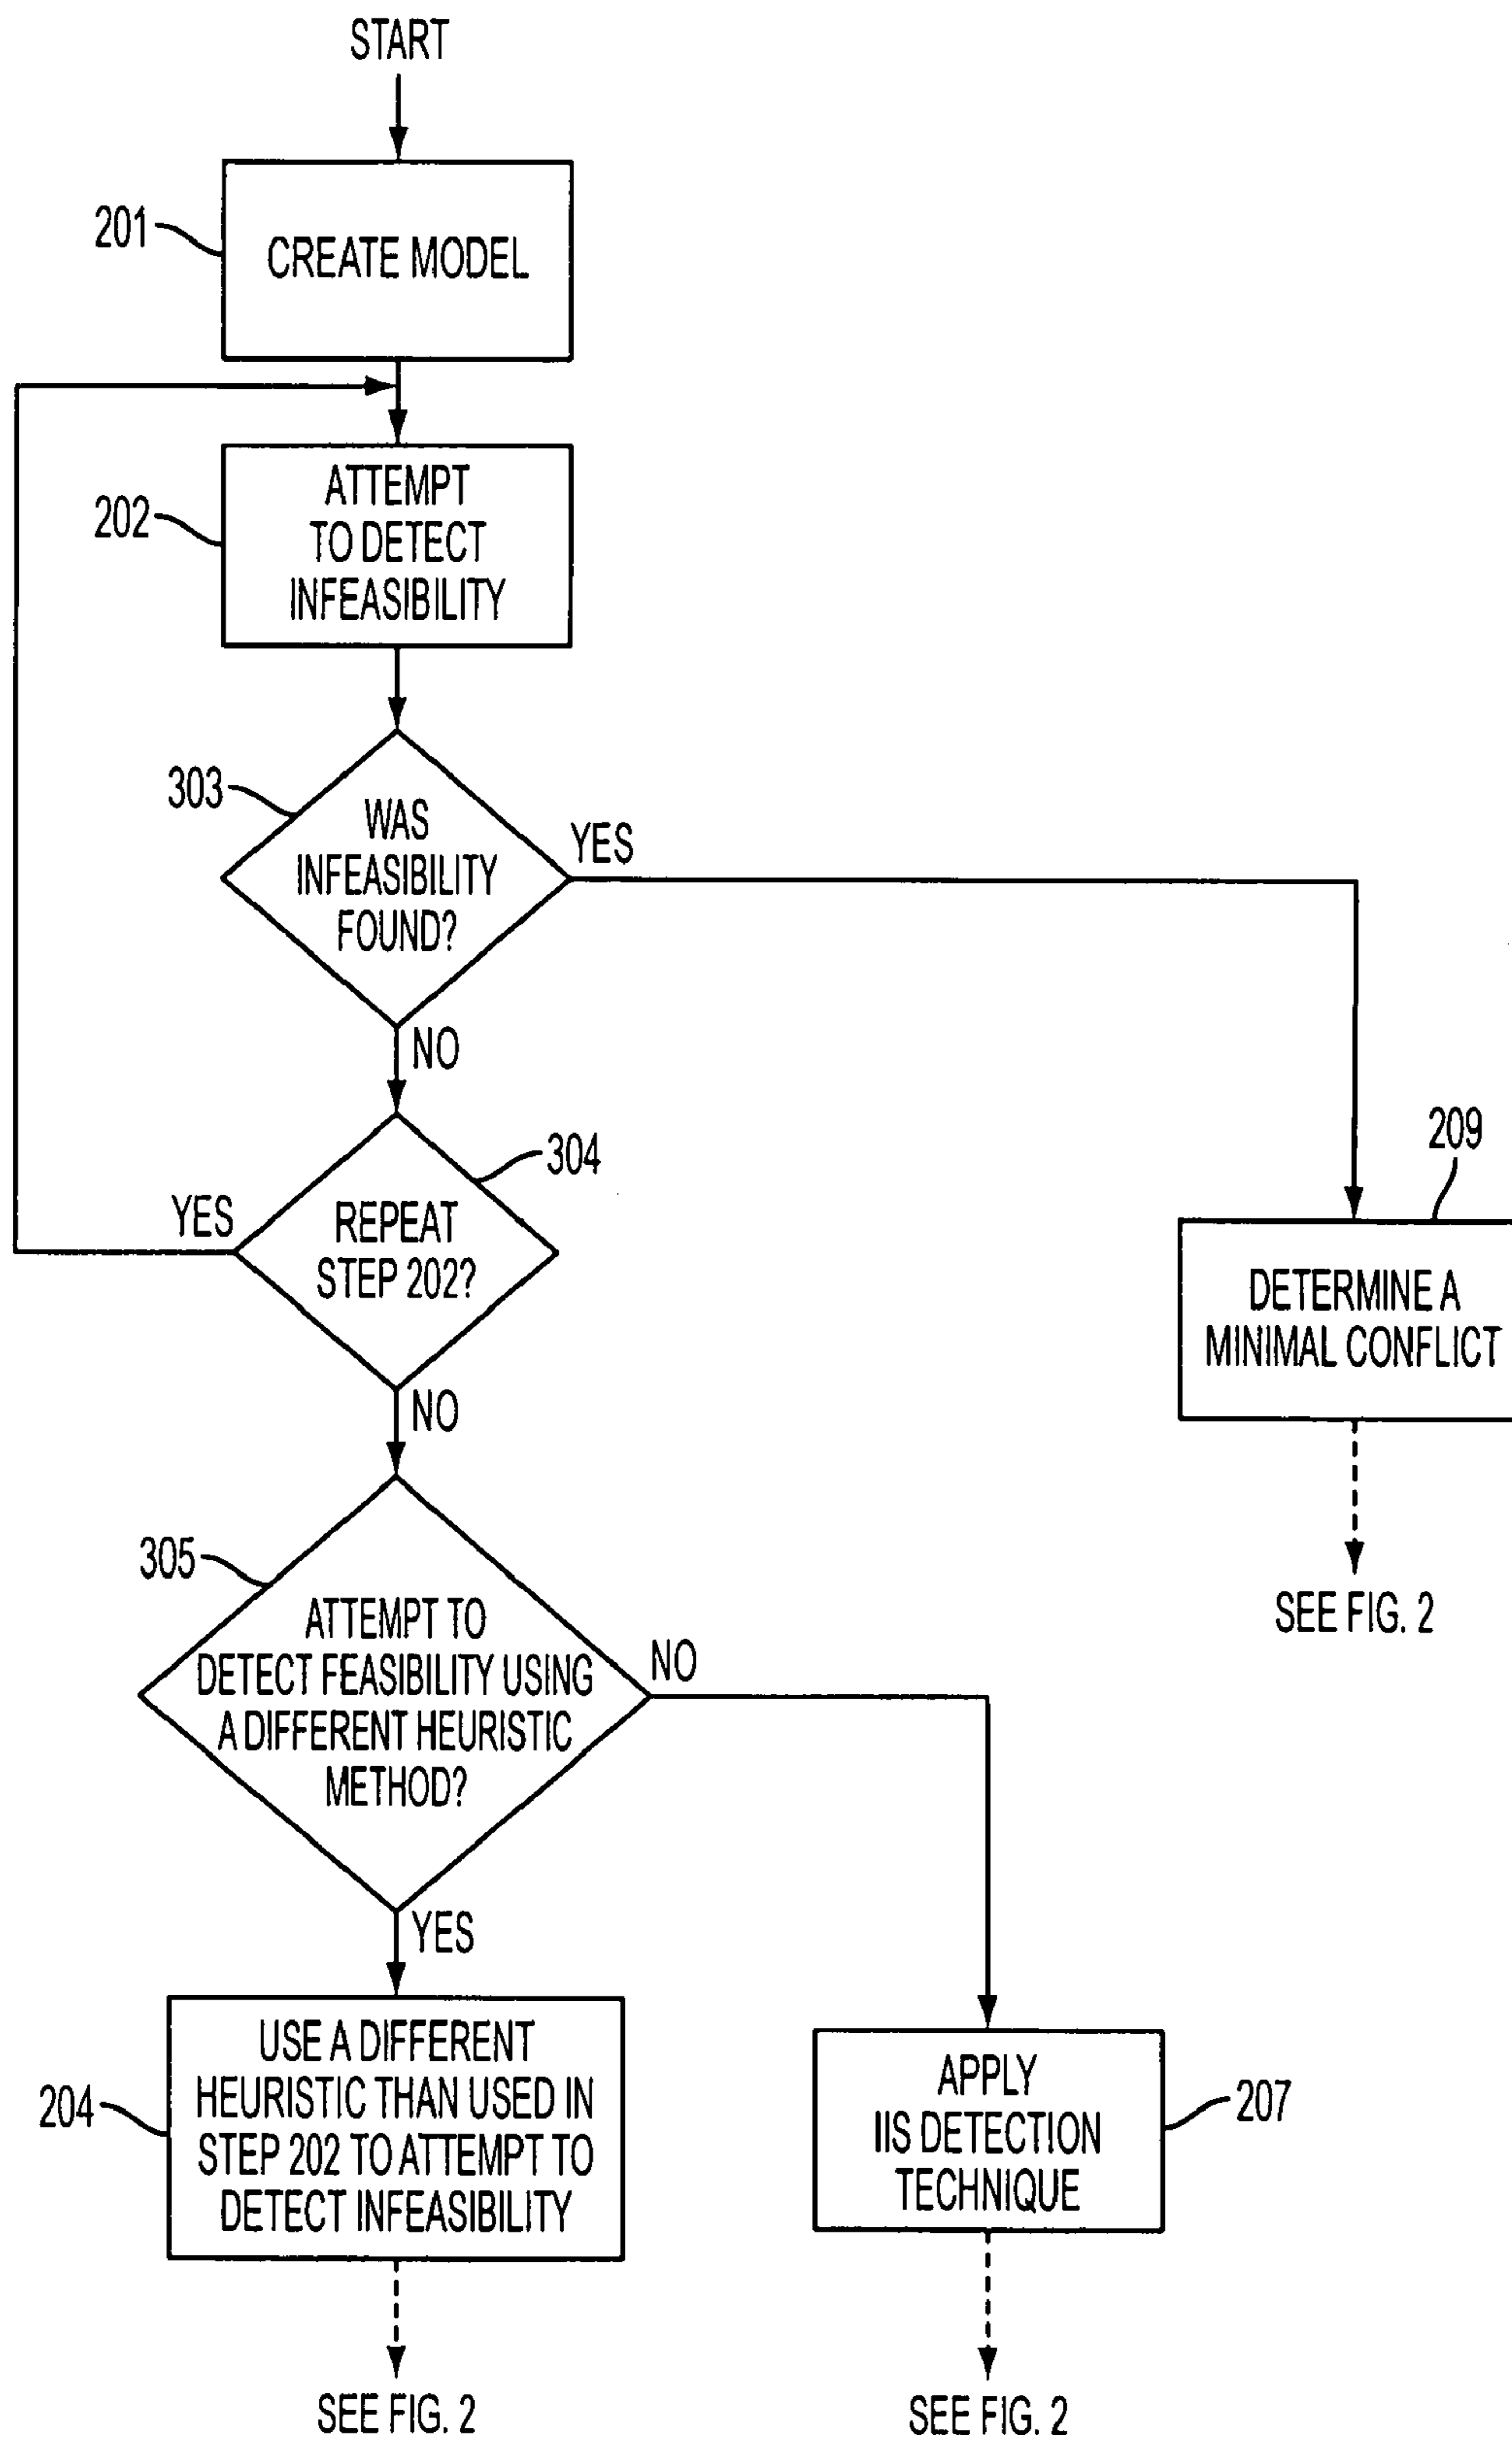 START
201
CREATE MODEL
202
ATTEMPT
TO DETECT
INFEASIBILITY
303
WAS
INFEASIBILITY
FOUND?
YES
NO
304
REPEAT
STEP 202?
YES
NO
209
DETERMINE A
MINIMAL CONFLICT
SEE FIG. 2
305
ATTEMPT TO
DETECT FEASIBILITY USING
A DIFFERENT HEURISTIC
METHOD?
NO
YES
204
USE A DIFFERENT
HEURISTIC THAN USED IN
STEP 202 TO ATTEMPT TO
DETECT INFEASIBILITY
SEE FIG. 2
APPLY
IIS DETECTION
TECHNIQUE
207
SEE FIG. 2